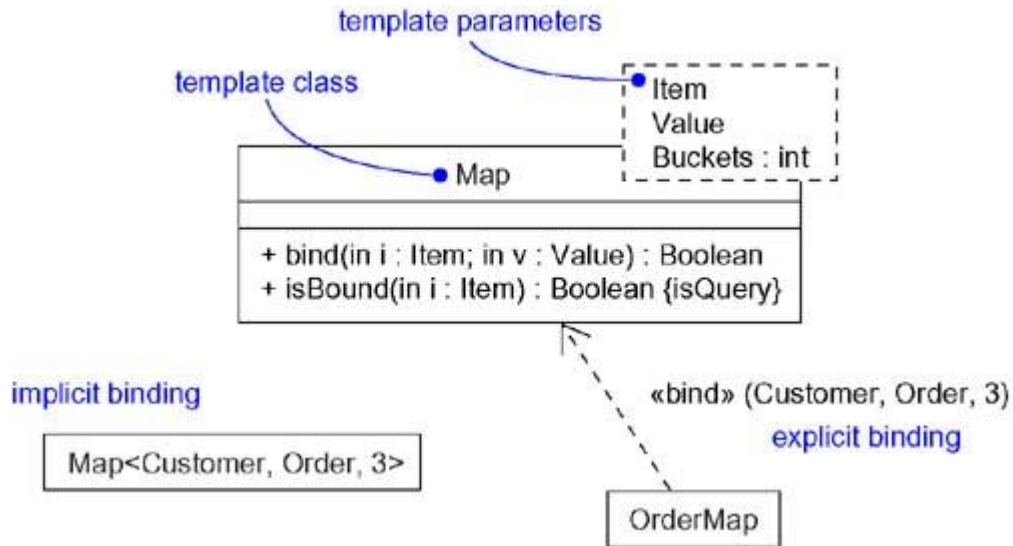 template parameters
template class
Item
Value
Buckets : int
Map
+ bind(in i : Item; in v : Value) : Boolean
+ isBound(in i : Item) : Boolean {isQuery}
implicit binding
«bind» (Customer, Order, 3)
explicit binding
Map<Customer, Order, 3>
OrderMap